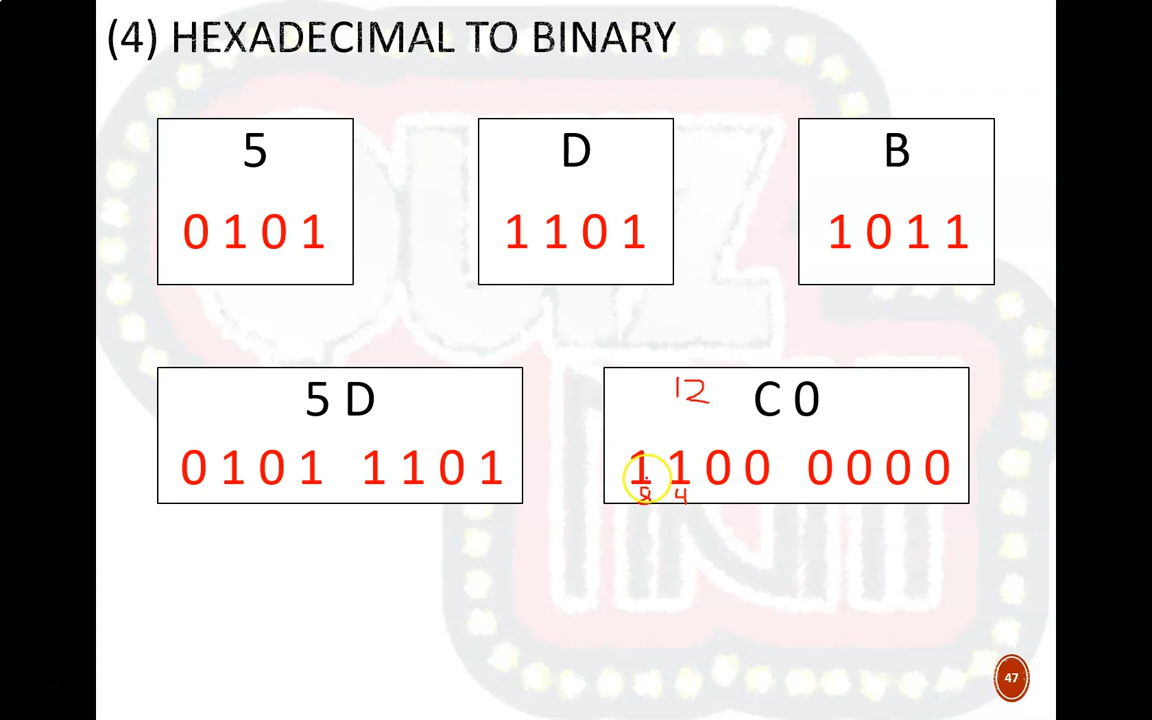 (4) HEXADECIMAL TO BINARY
5 D B
0 1 0 1 1 1 0 1 1 0 1 1
5 D
0 1 0 1 1 1 0 1
12 C 0
1 1 0 0 0 0 0 0
8 4
47
QUIZ
TIME